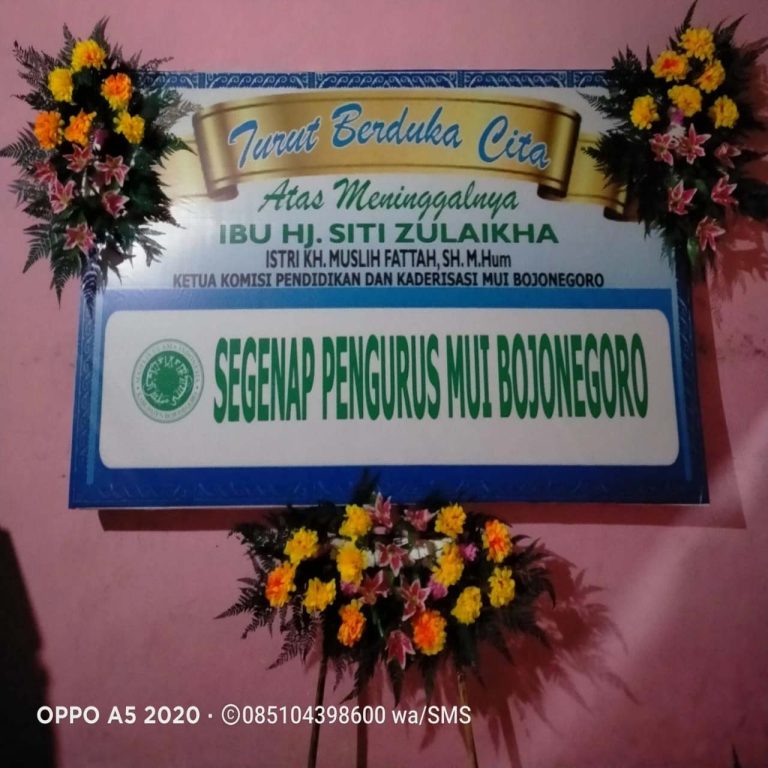 Turut Berduka Cita
Atas Meninggalnya
IBU HJ. SITI ZULAIKHA
ISTRI KH. MUSLIH FATTAH, SH. M.Hum
KETUA KOMISI PENDIDIKAN DAN KADERISASI MUI BOJONEGORO
SEGENAP PENGURUS MUI BOJONEGORO
OPPO A5 2020 · ©085104398600 wa/SMS